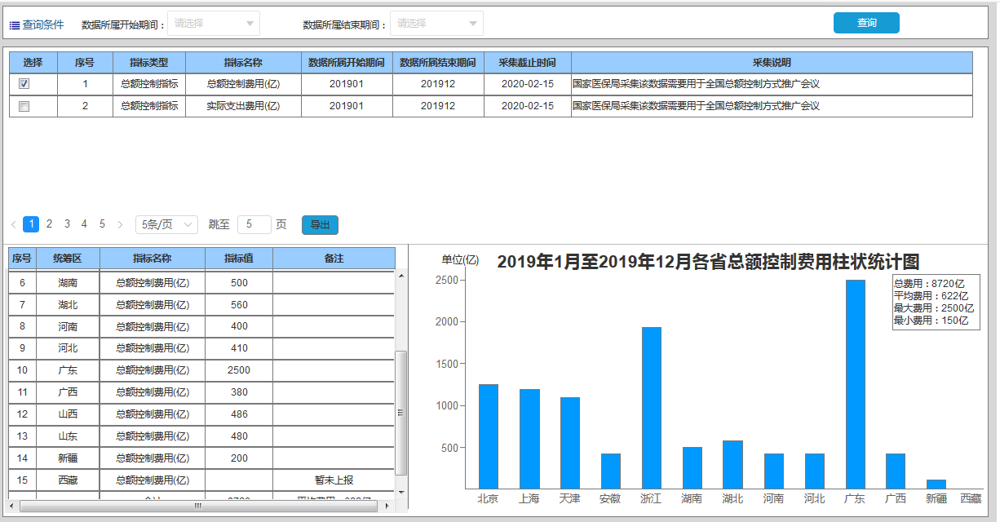 查询条件 数据所属开始期间： 请选择 数据所属结束期间： 请选择 查询
选择 序号 指标类型 指标名称 数据所属开始期间 数据所属结束期间 采集截止时间 采集说明
1 总额控制指标 总额控制费用(亿) 201901 201912 2020-02-15 国家医保局采集该数据需要用于全国总额控制方式推广会议
2 总额控制指标 实际支出费用(亿) 201901 201912 2020-02-15 国家医保局采集该数据需要用于全国总额控制方式推广会议
1 2 3 4 5 5条/页 跳至 5 页 导出
序号 统筹区 指标名称 指标值 备注
6 湖南 总额控制费用(亿) 500
7 湖北 总额控制费用(亿) 560
8 河南 总额控制费用(亿) 400
9 河北 总额控制费用(亿) 410
10 广东 总额控制费用(亿) 2500
11 广西 总额控制费用(亿) 380
12 山西 总额控制费用(亿) 486
13 山东 总额控制费用(亿) 480
14 新疆 总额控制费用(亿) 200
15 西藏 总额控制费用(亿) 暂未上报
单位(亿) 2019年1月至2019年12月各省总额控制费用柱状统计图
总费用：8720亿
平均费用：622亿
最大费用：2500亿
最小费用：150亿
2500
2000
1500
1000
500
北京 上海 天津 安徽 浙江 湖南 湖北 河南 河北 广东 广西 新疆 西藏